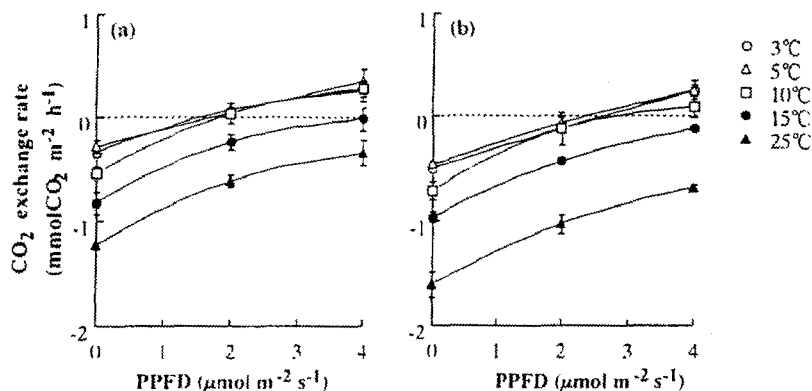 CO2 exchange rate
(mmolCO2 m-2 h-1)
1
0
-1
-2
(a)
0 1 2 3 4
PPFD (μmol m-2 s-1)
1
0
-1
-2
(b)
0 1 2 3 4
PPFD (μmol m-2 s-1)
3℃
5℃
10℃
15℃
25℃